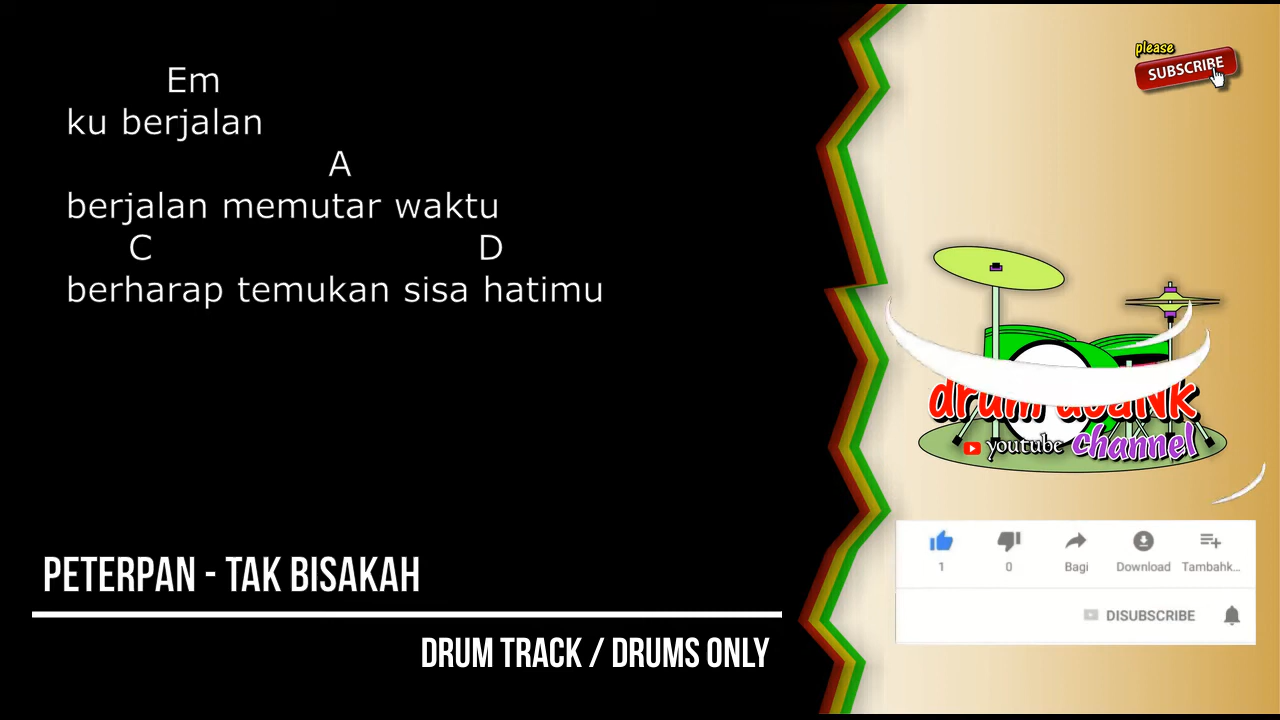 Em
ku berjalan
A
berjalan memutar waktu
C D
berharap temukan sisa hatimu
PETERPAN - TAK BISAKAH
DRUM TRACK / DRUMS ONLY
please
SUBSCRIBE
drum
youtube channel
1 0 Bagi Download Tambahk...
DISUBSCRIBE